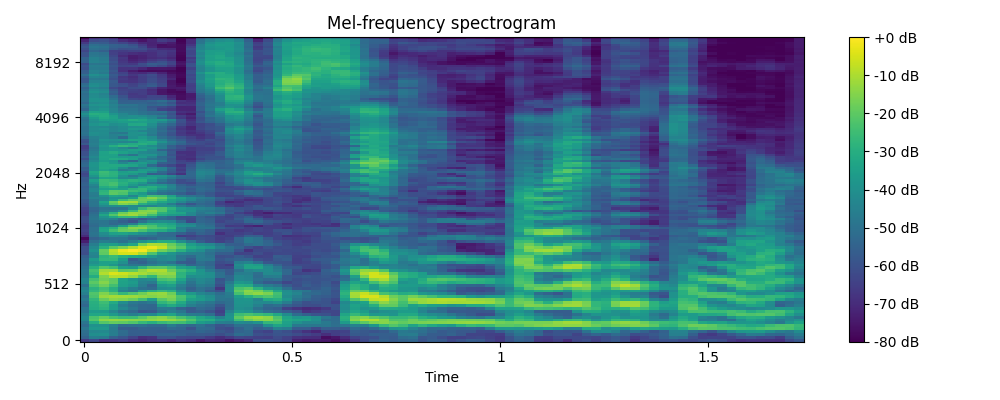 Mel-frequency spectrogram
Hz
8192
4096
2048
1024
512
0
0
0.5
1
1.5
Time
+0 dB
-10 dB
-20 dB
-30 dB
-40 dB
-50 dB
-60 dB
-70 dB
-80 dB